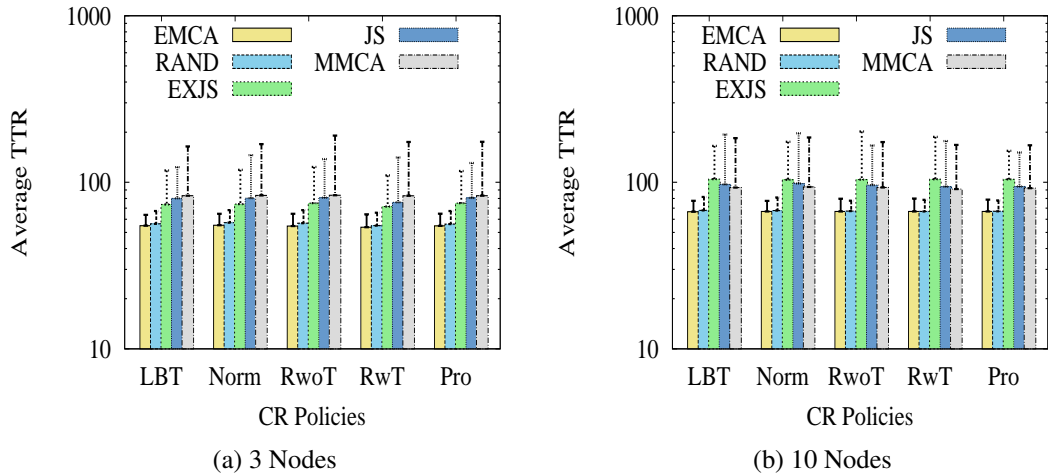 1000
100
10
Average TTR
EMCA
RAND
EXJS
JS
MMCA
LBT Norm RwoT RwT Pro
CR Policies
(a) 3 Nodes
1000
100
10
Average TTR
EMCA
RAND
EXJS
JS
MMCA
LBT Norm RwoT RwT Pro
CR Policies
(b) 10 Nodes